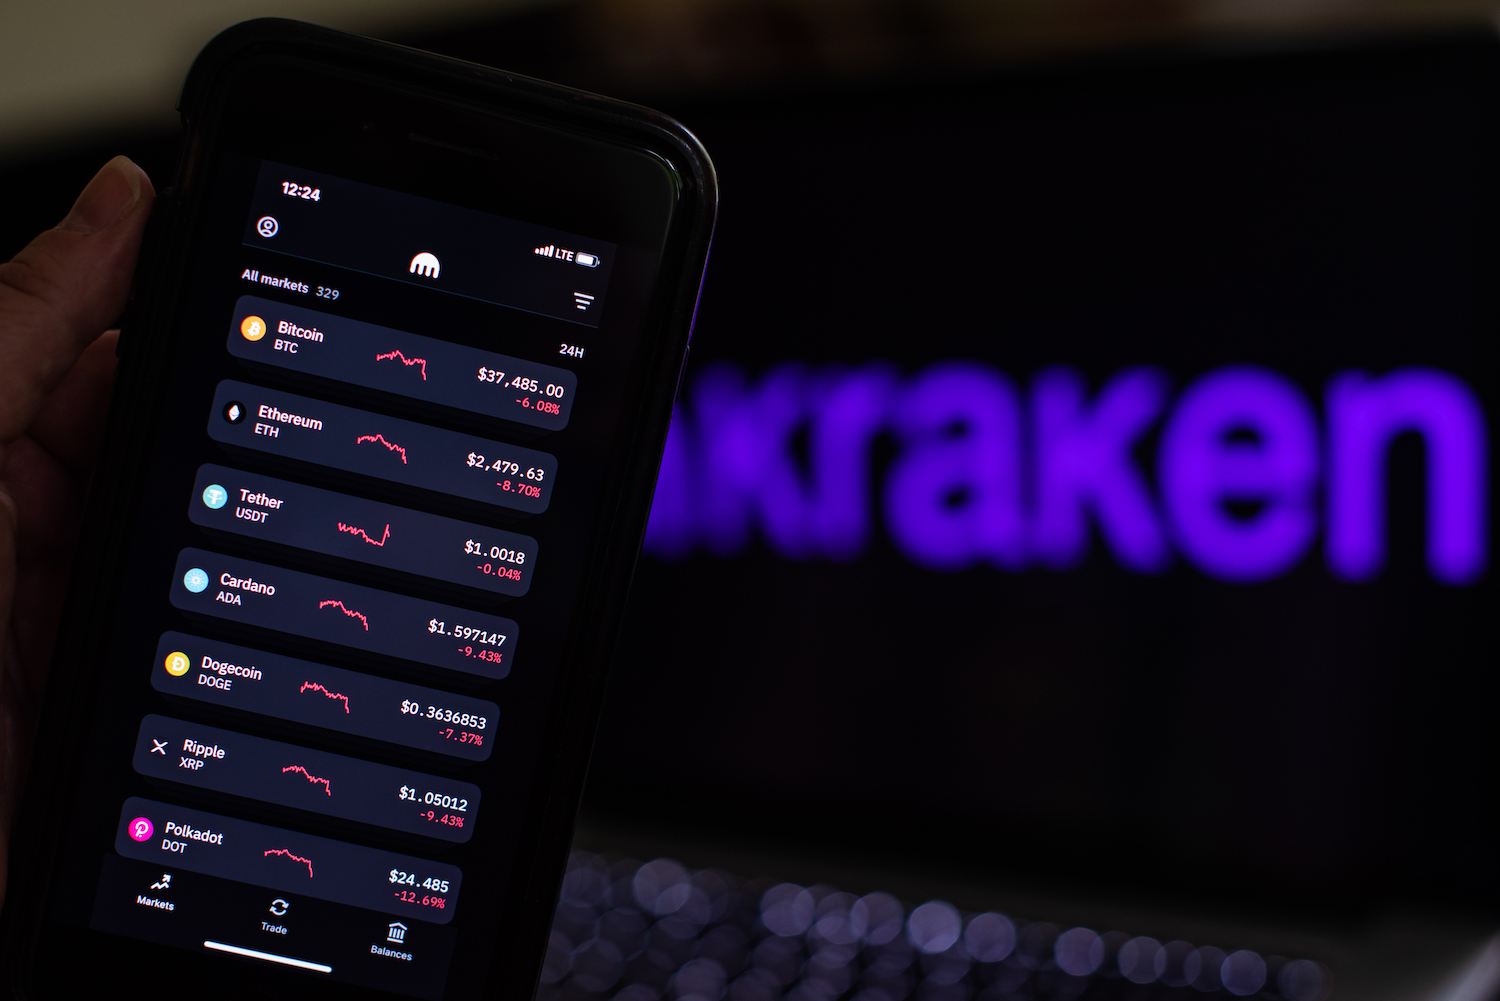 12:24
LTE
All markets 329
24H
Bitcoin
BTC
$37,485.00
-6.08%
Ethereum
ETH
$2,479.63
-8.70%
Tether
USDT
$1.0018
-0.04%
Cardano
ADA
$1.597147
-9.43%
Dogecoin
DOGE
$0.3636853
-7.37%
Ripple
XRP
$1.05012
-9.43%
Polkadot
DOT
$24.485
-12.69%
Markets
Trade
Balances
kraken